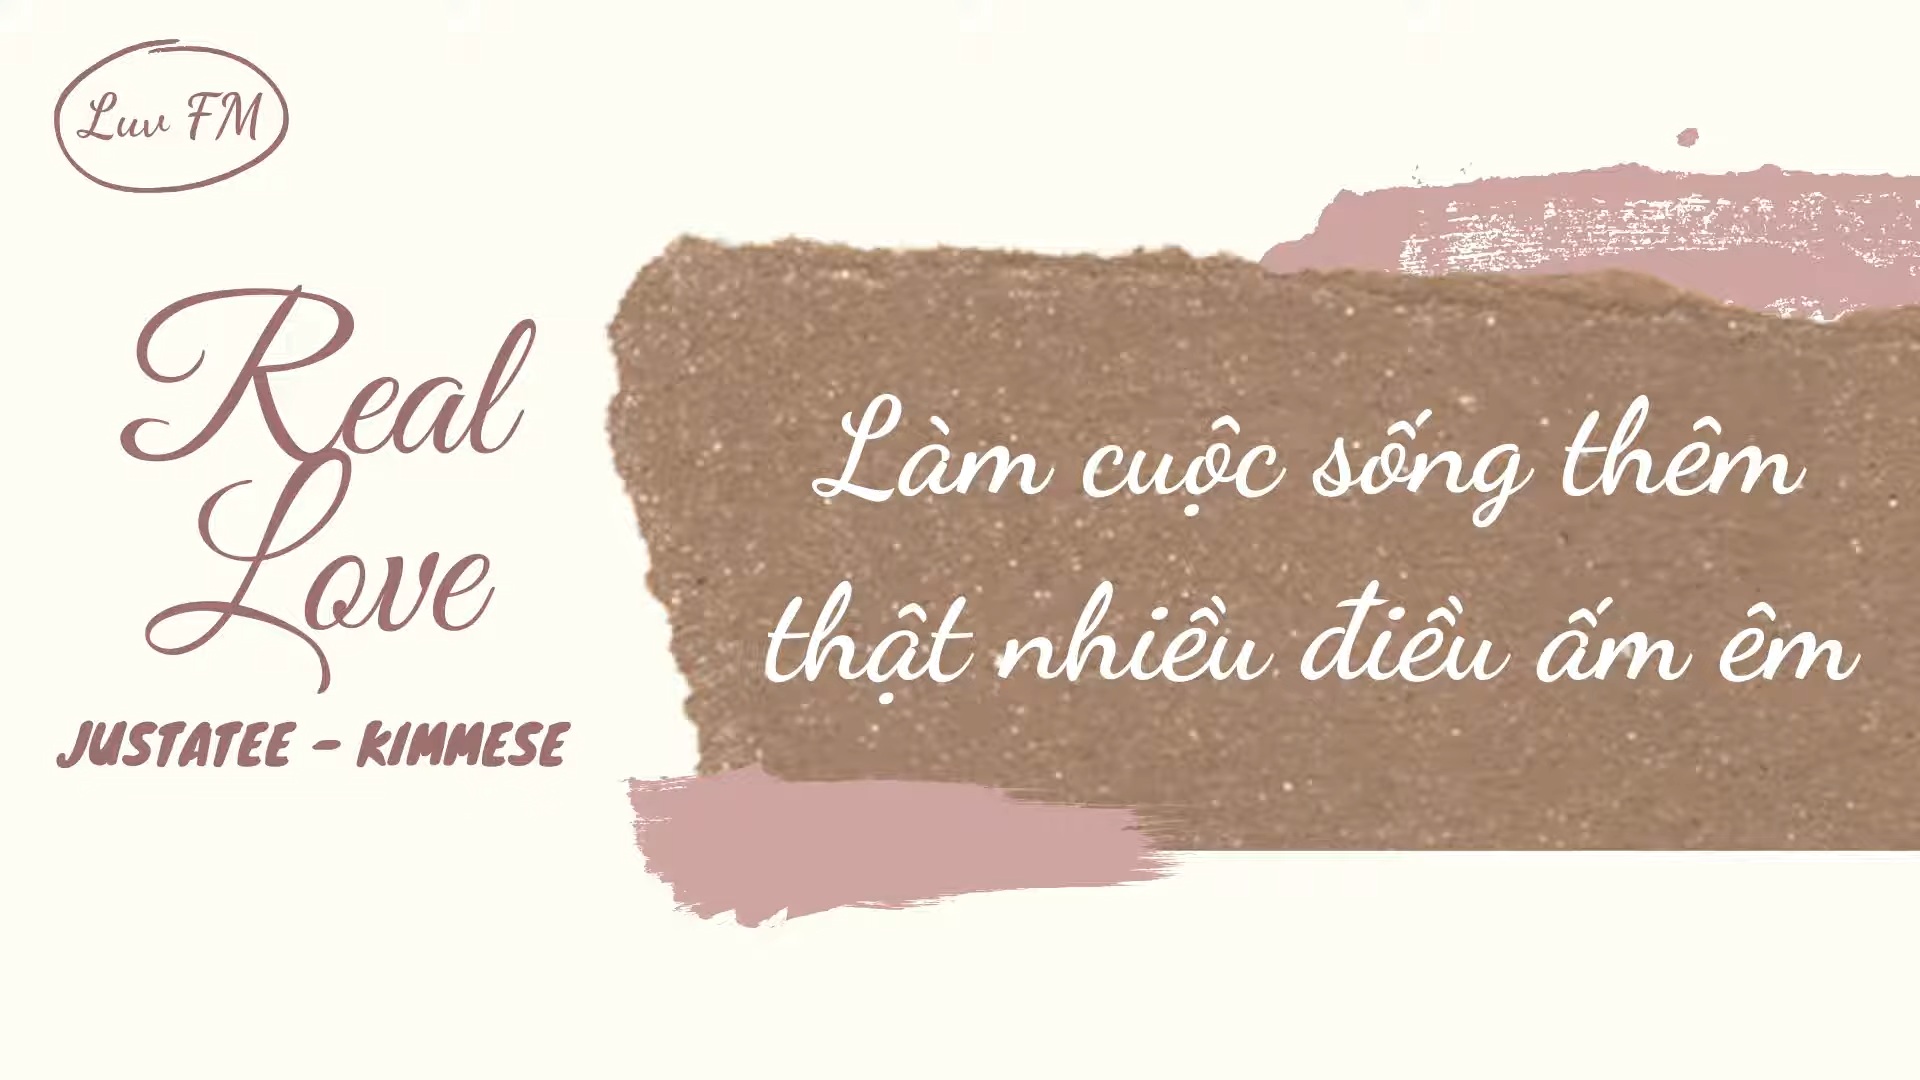 Luv FM
Real
Love
JUSTATEE - KIMMESE
Làm cuộc sống thêm
thật nhiều điều ấm êm